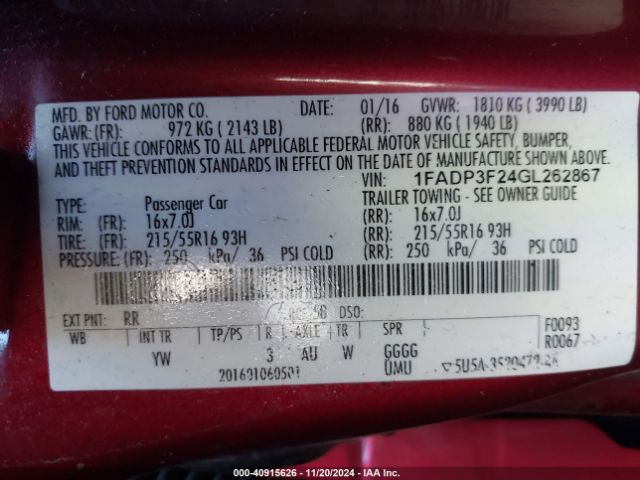 MFD. BY FORD MOTOR CO. DATE: 01/16 GVWR: 1810 KG ( 3990 LB)
GAWR: (FR): 972 KG ( 2143 LB) (RR): 880 KG ( 1940 LB)
THIS VEHICLE CONFORMS TO ALL APPLICABLE FEDERAL MOTOR VEHICLE SAFETY, BUMPER,
AND THEFT PREVENTION STANDARDS IN EFFECT ON THE DATE OF MANUFACTURE SHOWN ABOVE.
VIN: 1FADP3F24GL262867
TYPE: Passenger Car TRAILER TOWING - SEE OWNER GUIDE
RIM: (FR): 16x7.0J (RR): 16x7.0J
TIRE: (FR): 215/55R16 93H (RR): 215/55R16 93H
PRESSURE: (FR): 250 kPa/ 36 PSI COLD (RR): 250 kPa/ 36 PSI COLD
EXT PNT: RR DSO:
WB INT TR TP/PS R AXLE TR SPR F0093
YW 3 AU W GGGG R0067
UMU
201601060501
000-40915626 - 11/20/2024 - IAA Inc.